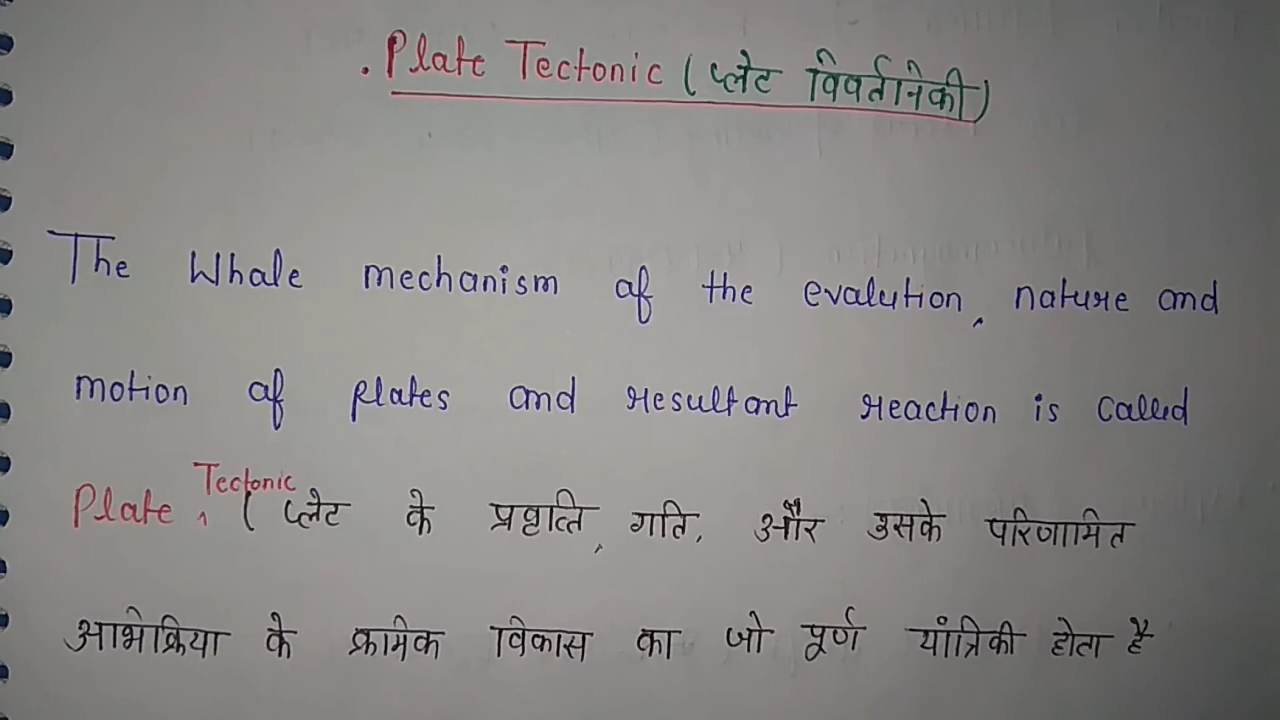 . Plate Tectonic (प्लेट विवर्तनिकी)
The Whale mechanism of the evalution, nature and
motion of plates and resultant reaction is called
Plate Tectonic ( प्लेट के प्रवृत्ति, गति, और उसके परिणामित
अभिक्रिया के क्रमिक विकास का जो पूर्ण यांत्रिकी होता है